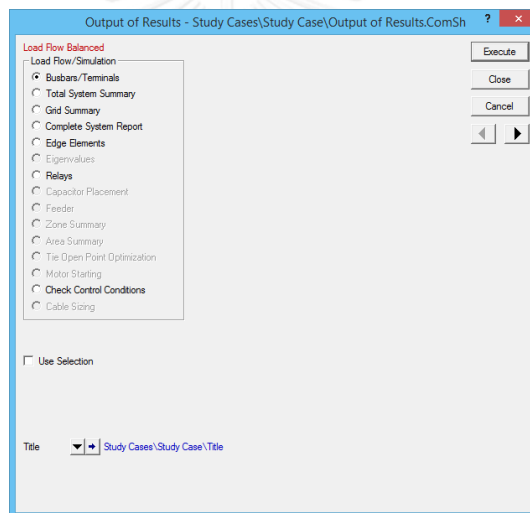 Output of Results - Study Cases\Study Case\Output of Results.ComSh ? ×
Load Flow Balanced
Load Flow/Simulation
Busbars/Terminals
Total System Summary
Grid Summary
Complete System Report
Edge Elements
Eigenvalues
Relays
Capacitor Placement
Feeder
Zone Summary
Area Summary
Tie Open Point Optimization
Motor Starting
Check Control Conditions
Cable Sizing
Execute
Close
Cancel
Use Selection
Title Study Cases\Study Case\Title